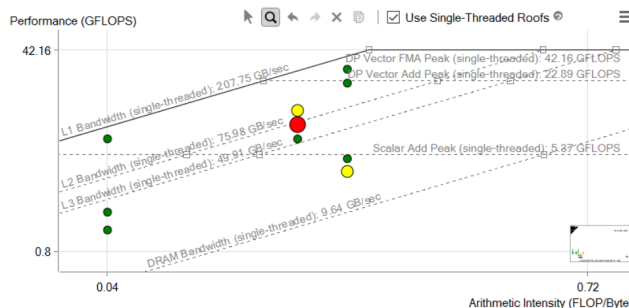 Performance (GFLOPS)
Use Single-Threaded Roofs
42.16
DP Vector FMA Peak (single-threaded): 42.16 GFLOPS
DP Vector Add Peak (single-threaded): 22.89 GFLOPS
L1 Bandwidth (single-threaded): 207.75 GB/sec
L2 Bandwidth (single-threaded): 75.98 GB/sec
L3 Bandwidth (single-threaded): 49.91 GB/sec
Scalar Add Peak (single-threaded): 5.37 GFLOPS
DRAM Bandwidth (single-threaded): 9.64 GB/sec
0.8
0.04
0.72
Arithmetic Intensity (FLOP/Byte